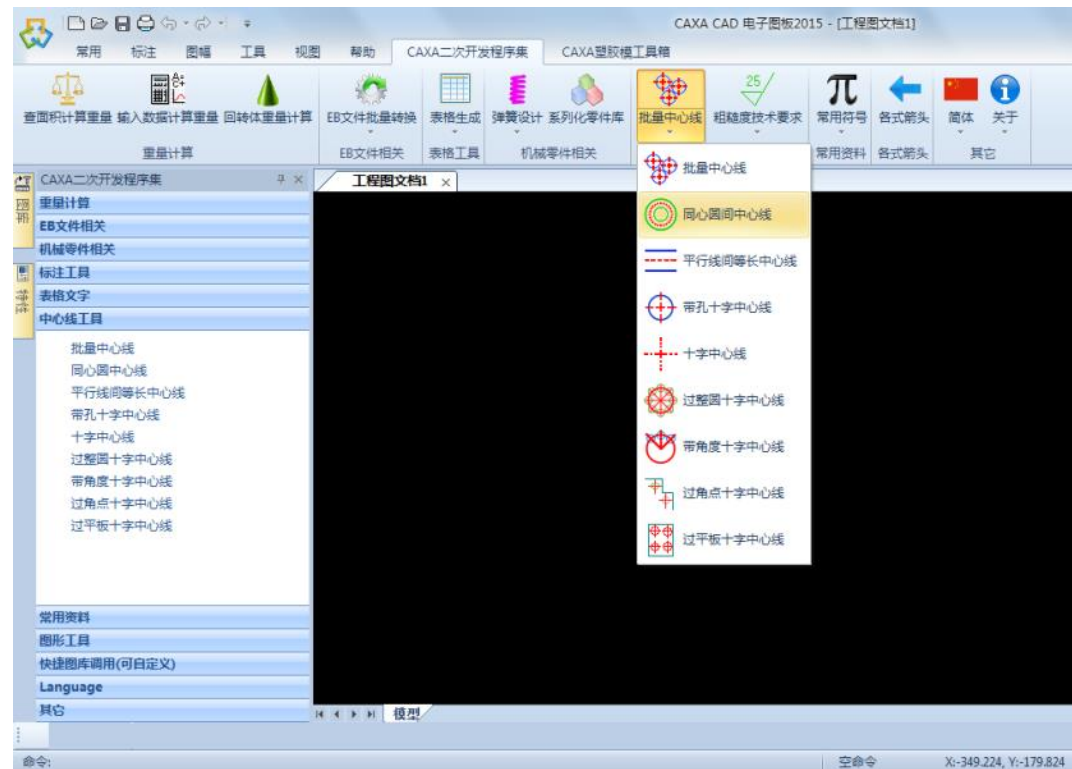 CAXA CAD 电子图板2015 - [工程图文档1]
常用 标注 图幅 工具 视图 帮助 CAXA二次开发程序集 CAXA塑胶模工具箱
查面积计算重量 输入数据计算重量 回转体重量计算 EB文件批量转换 表格生成 弹簧设计 系列化零件库 批量中心线 粗糙度技术要求 常用符号 各式箭头 简体 关于
25
重量计算 EB文件相关 表格工具 机械零件相关 常用资料 各式箭头 其它
CAXA二次开发程序集
工程图文档1
图库
特性
重量计算
EB文件相关
机械零件相关
标注工具
表格文字
中心线工具
批量中心线
同心圆中心线
平行线间等长中心线
带孔十字中心线
十字中心线
过整圆十字中心线
带角度十字中心线
过角点十字中心线
过平板十字中心线
常用资料
图形工具
快捷图库调用(可自定义)
Language
其它
批量中心线
同心圆间中心线
平行线间等长中心线
带孔十字中心线
十字中心线
过整圆十字中心线
带角度十字中心线
过角点十字中心线
过平板十字中心线
模型
命令:
空命令
X:-349.224, Y:-179.824